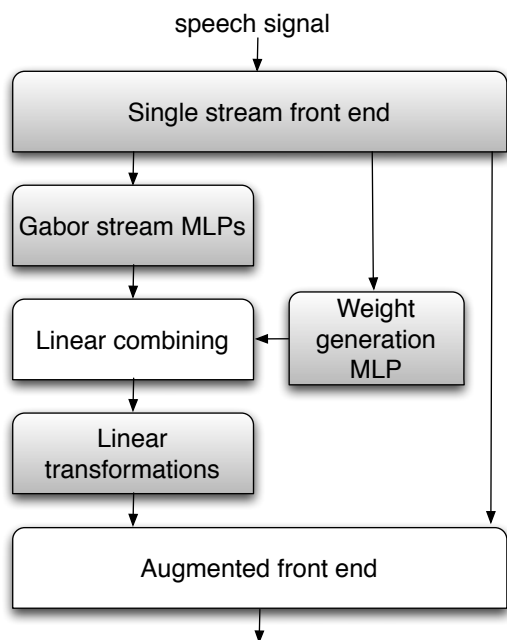 speech signal
Single stream front end
Gabor stream MLPs
Linear combining
Weight
generation
MLP
Linear
transformations
Augmented front end